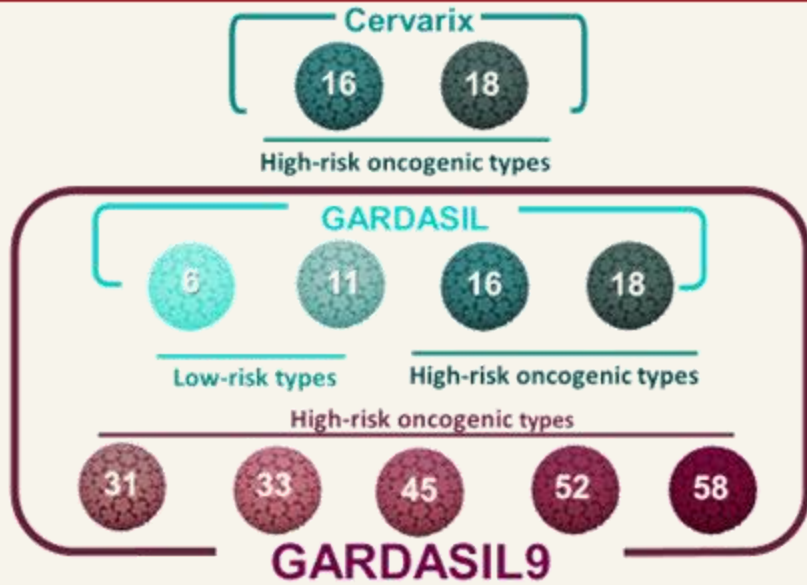 Cervarix
16 18
High-risk oncogenic types
GARDASIL
6 11 16 18
Low-risk types High-risk oncogenic types
High-risk oncogenic types
31 33 45 52 58
GARDASIL9